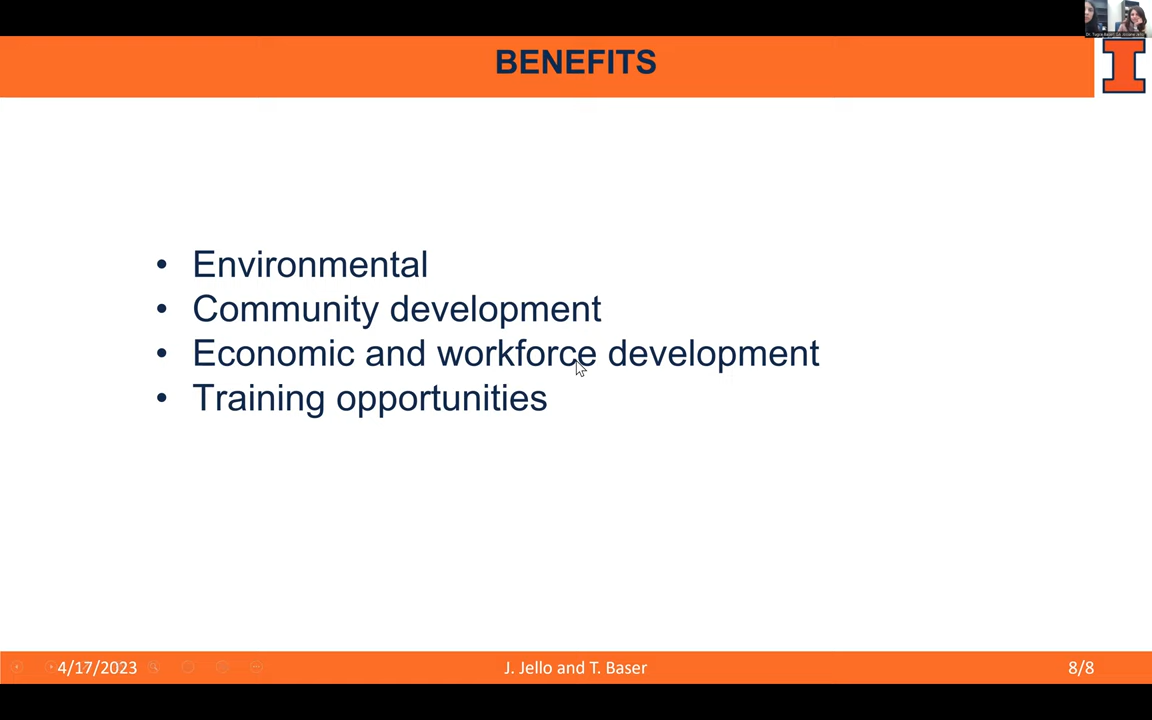 BENEFITS
• Environmental
• Community development
• Economic and workforce development
• Training opportunities
4/17/2023
J. Jello and T. Baser
8/8